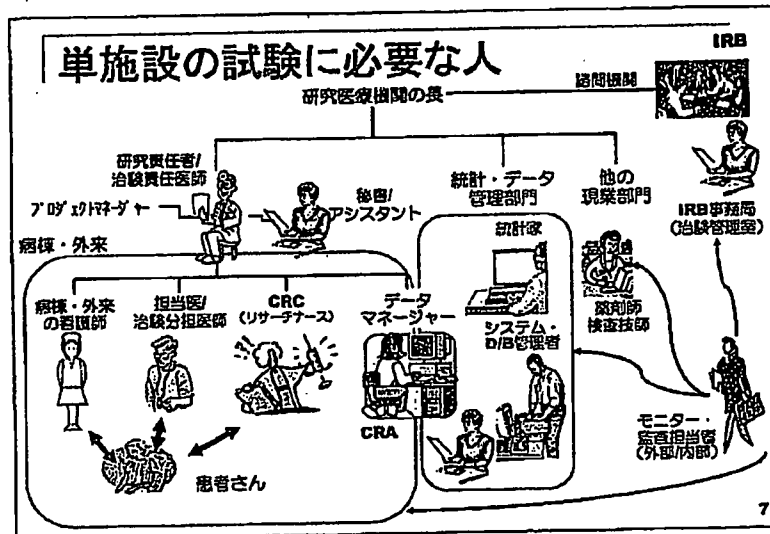 単施設の試験に必要な人
IRB
研究医療機関の長
諮問機関
研究責任者/
治験責任医師
プロジェクトマネージャー
秘書/
アシスタント
統計・データ
管理部門
他の
現業部門
IRB事務局
(治験管理室)
病棟・外来
病棟・外来
の看護師
担当医/
治験分担医師
CRC
(リサーチナース)
データ
マネージャー
CRA
統計家
システム・
D/B管理者
薬剤師
検査技師
モニター・
監査担当者
(外部/内部)
患者さん
7